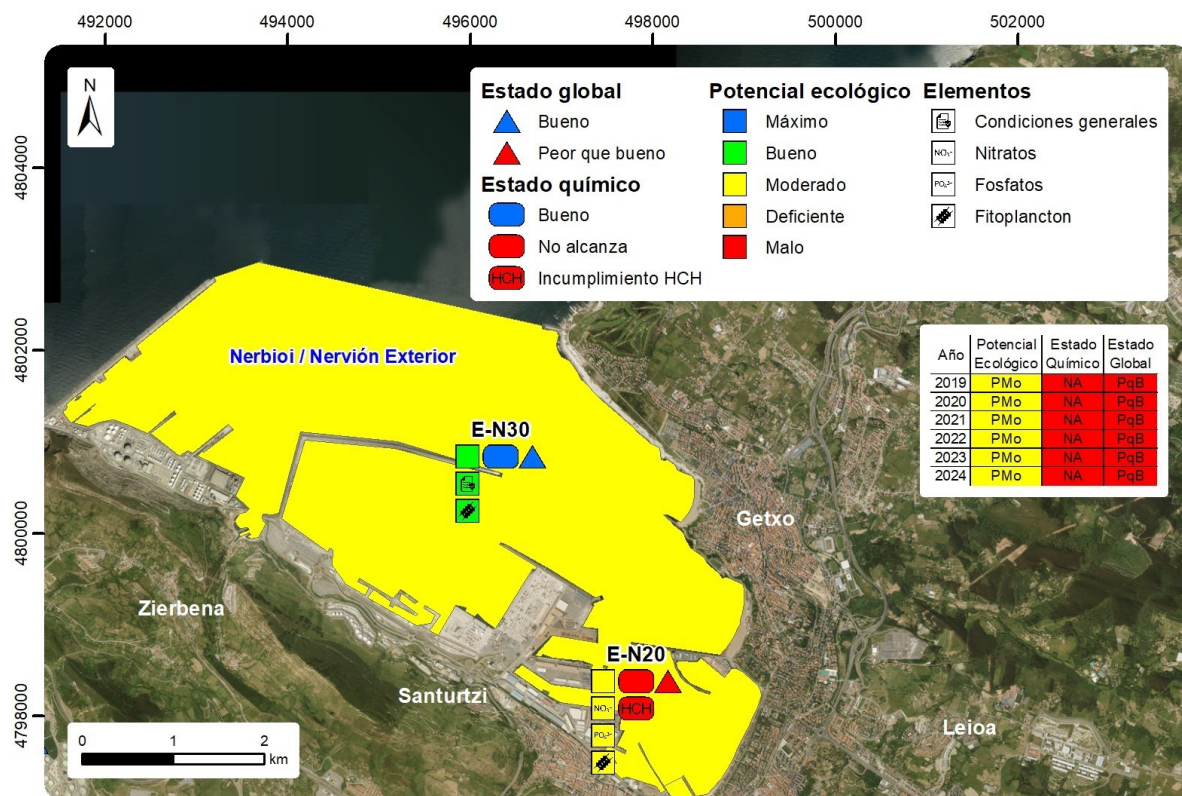 492000 494000 496000 498000 500000 502000
4804000
4802000
4800000
4798000
N
Estado global
Bueno
Peor que bueno
Estado químico
Bueno
No alcanza
HCH Incumplimiento HCH
Potencial ecológico
Máximo
Bueno
Moderado
Deficiente
Malo
Elementos
Condiciones generales
NO₃⁻ Nitratos
PO₄³⁻ Fosfatos
Fitoplancton
Año Potencial Ecológico Estado Químico Estado Global
2019 PMo NA PqB
2020 PMo NA PqB
2021 PMo NA PqB
2022 PMo NA PqB
2023 PMo NA PqB
2024 PMo NA PqB
Nerbioi / Nervión Exterior
E-N30
Getxo
Zierbena
E-N20
NO₃⁻ HCH
PO₄³⁻
Santurtzi
Leioa
0 1 2
km